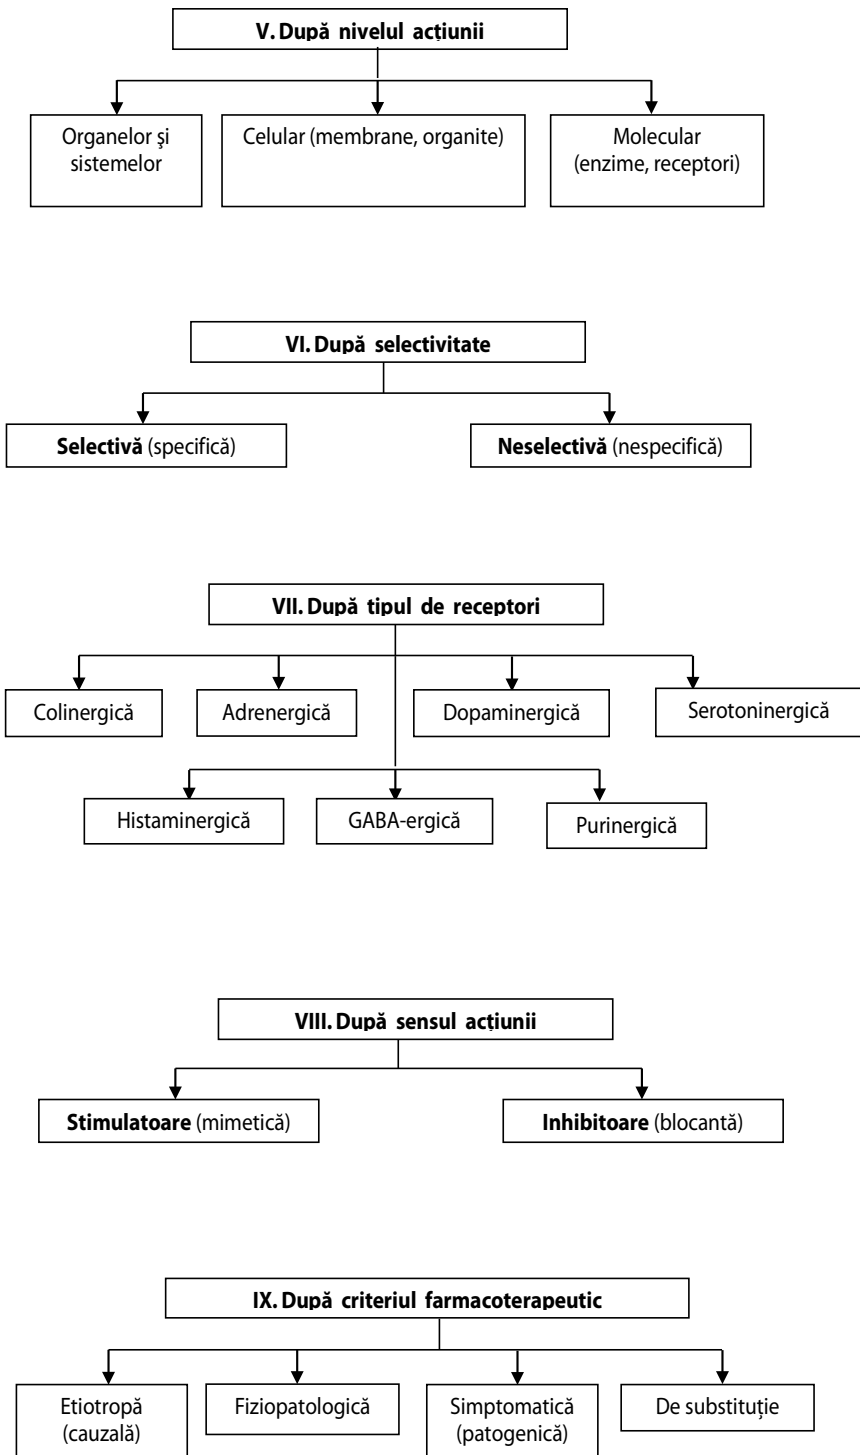 V. După nivelul acțiunii
Organelor şi
sistemelor
Celular (membrane, organite)
Molecular
(enzime, receptori)
VI. După selectivitate
Selectivă (specifică)
Neselectivă (nespecifică)
VII. După tipul de receptori
Colinergică
Adrenergică
Dopaminergică
Serotoninergică
Histaminergică
GABA-ergică
Purinergică
VIII. După sensul acțiunii
Stimulatoare (mimetică)
Inhibitoare (blocantă)
IX. După criteriul farmacoterapeutic
Etiotropă
(cauzală)
Fiziopatologică
Simptomatică
(patogenică)
De substituție